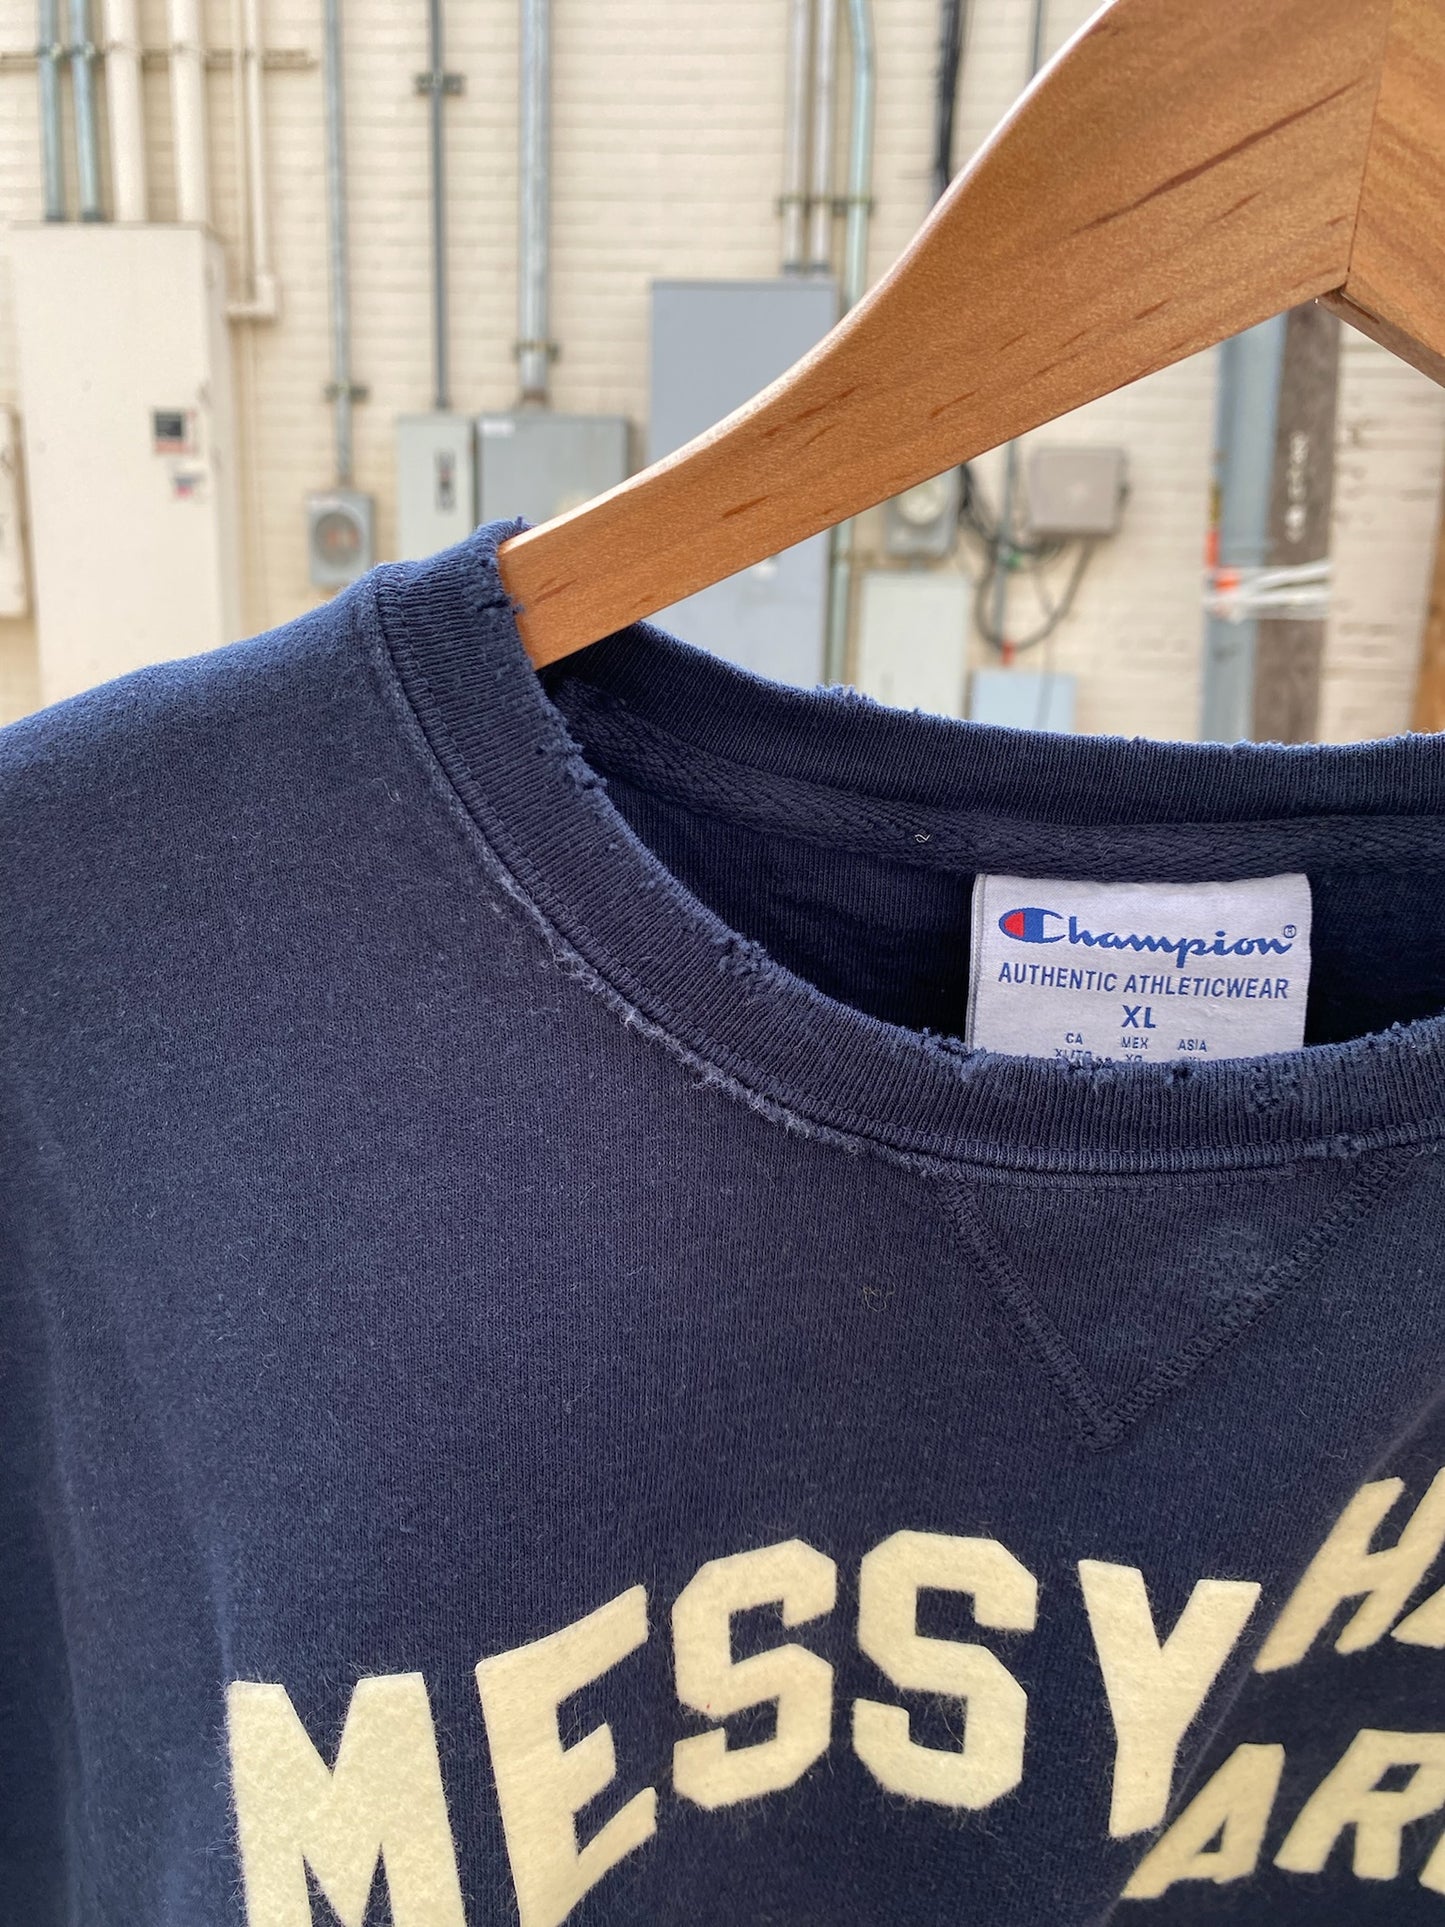 Champion®
AUTHENTIC ATHLETICWEAR
XL
CA MEX ASIA
MESSY